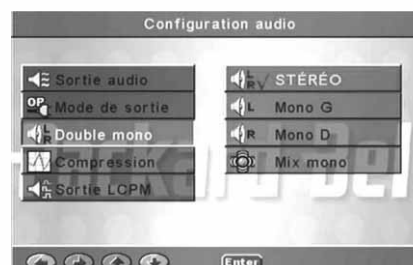 Configuration audio
Sortie audio
Mode de sortie
Double mono
Compression
Sortie LCPM
STÉRÉO
Mono G
Mono D
Mix mono
Enter